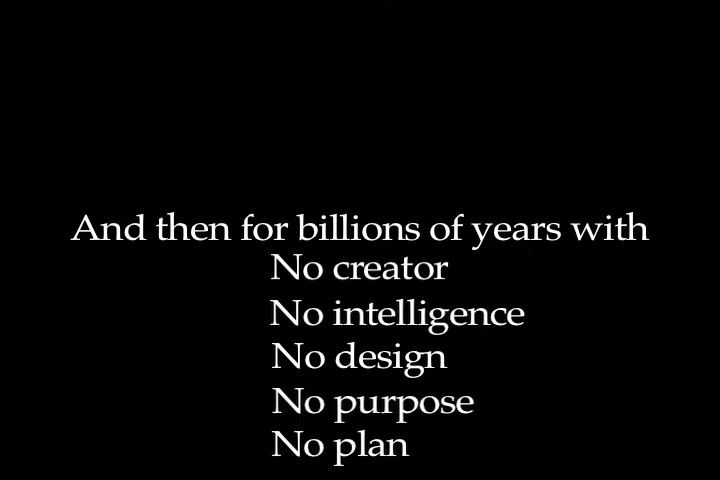 And then for billions of years with
No creator
No intelligence
No design
No purpose
No plan